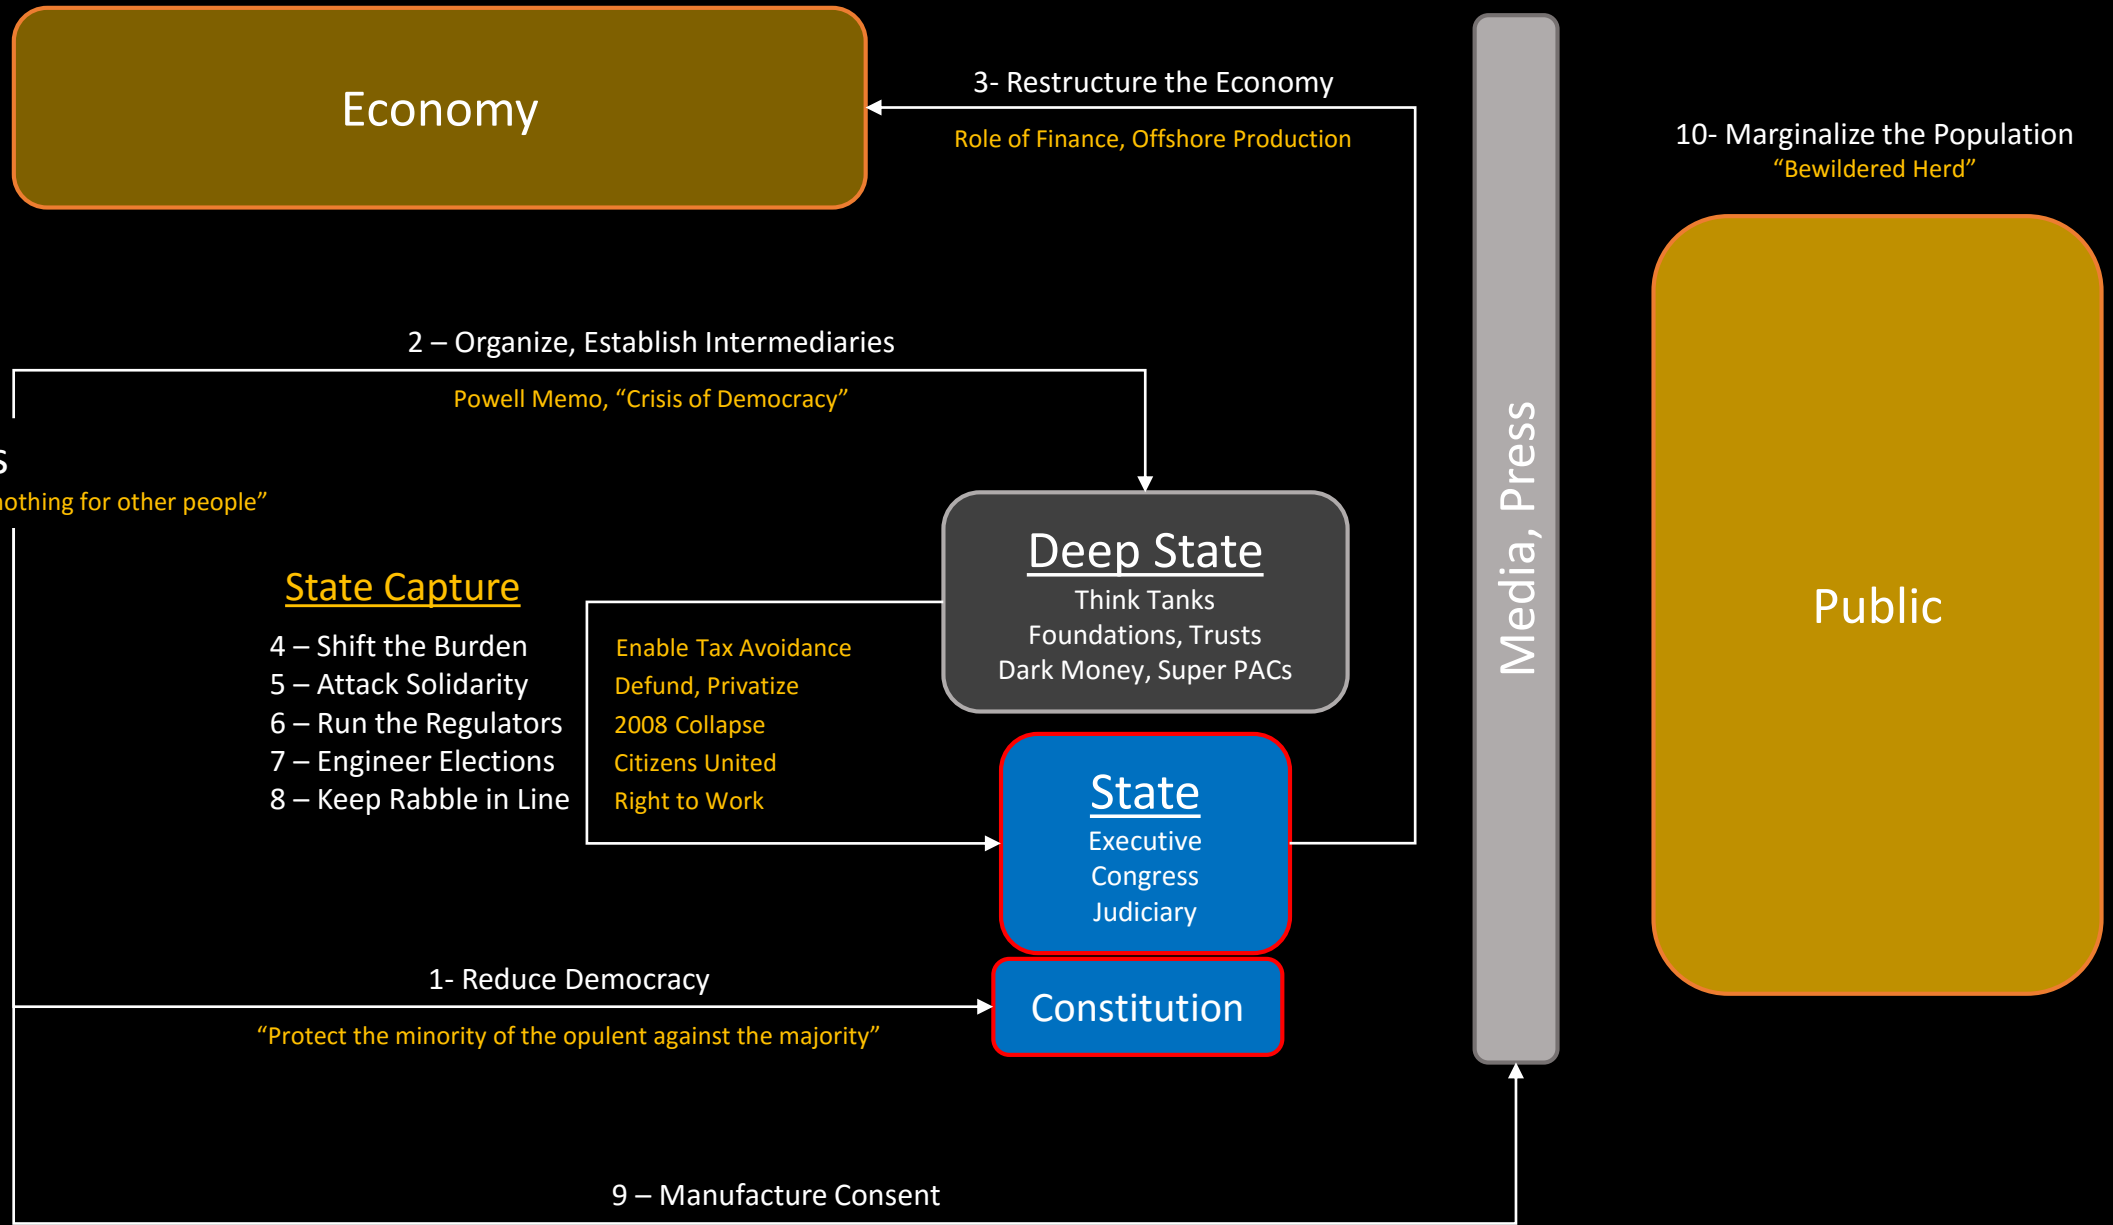 Economy
3- Restructure the Economy
Role of Finance, Offshore Production
10- Marginalize the Population
“Bewildered Herd”
2 – Organize, Establish Intermediaries
Powell Memo, “Crisis of Democracy”
s
nothing for other people”
Deep State
Think Tanks
Foundations, Trusts
Dark Money, Super PACs
Media, Press
Public
State Capture
4 – Shift the Burden
5 – Attack Solidarity
6 – Run the Regulators
7 – Engineer Elections
8 – Keep Rabble in Line
Enable Tax Avoidance
Defund, Privatize
2008 Collapse
Citizens United
Right to Work
State
Executive
Congress
Judiciary
1- Reduce Democracy
“Protect the minority of the opulent against the majority”
Constitution
9 – Manufacture Consent